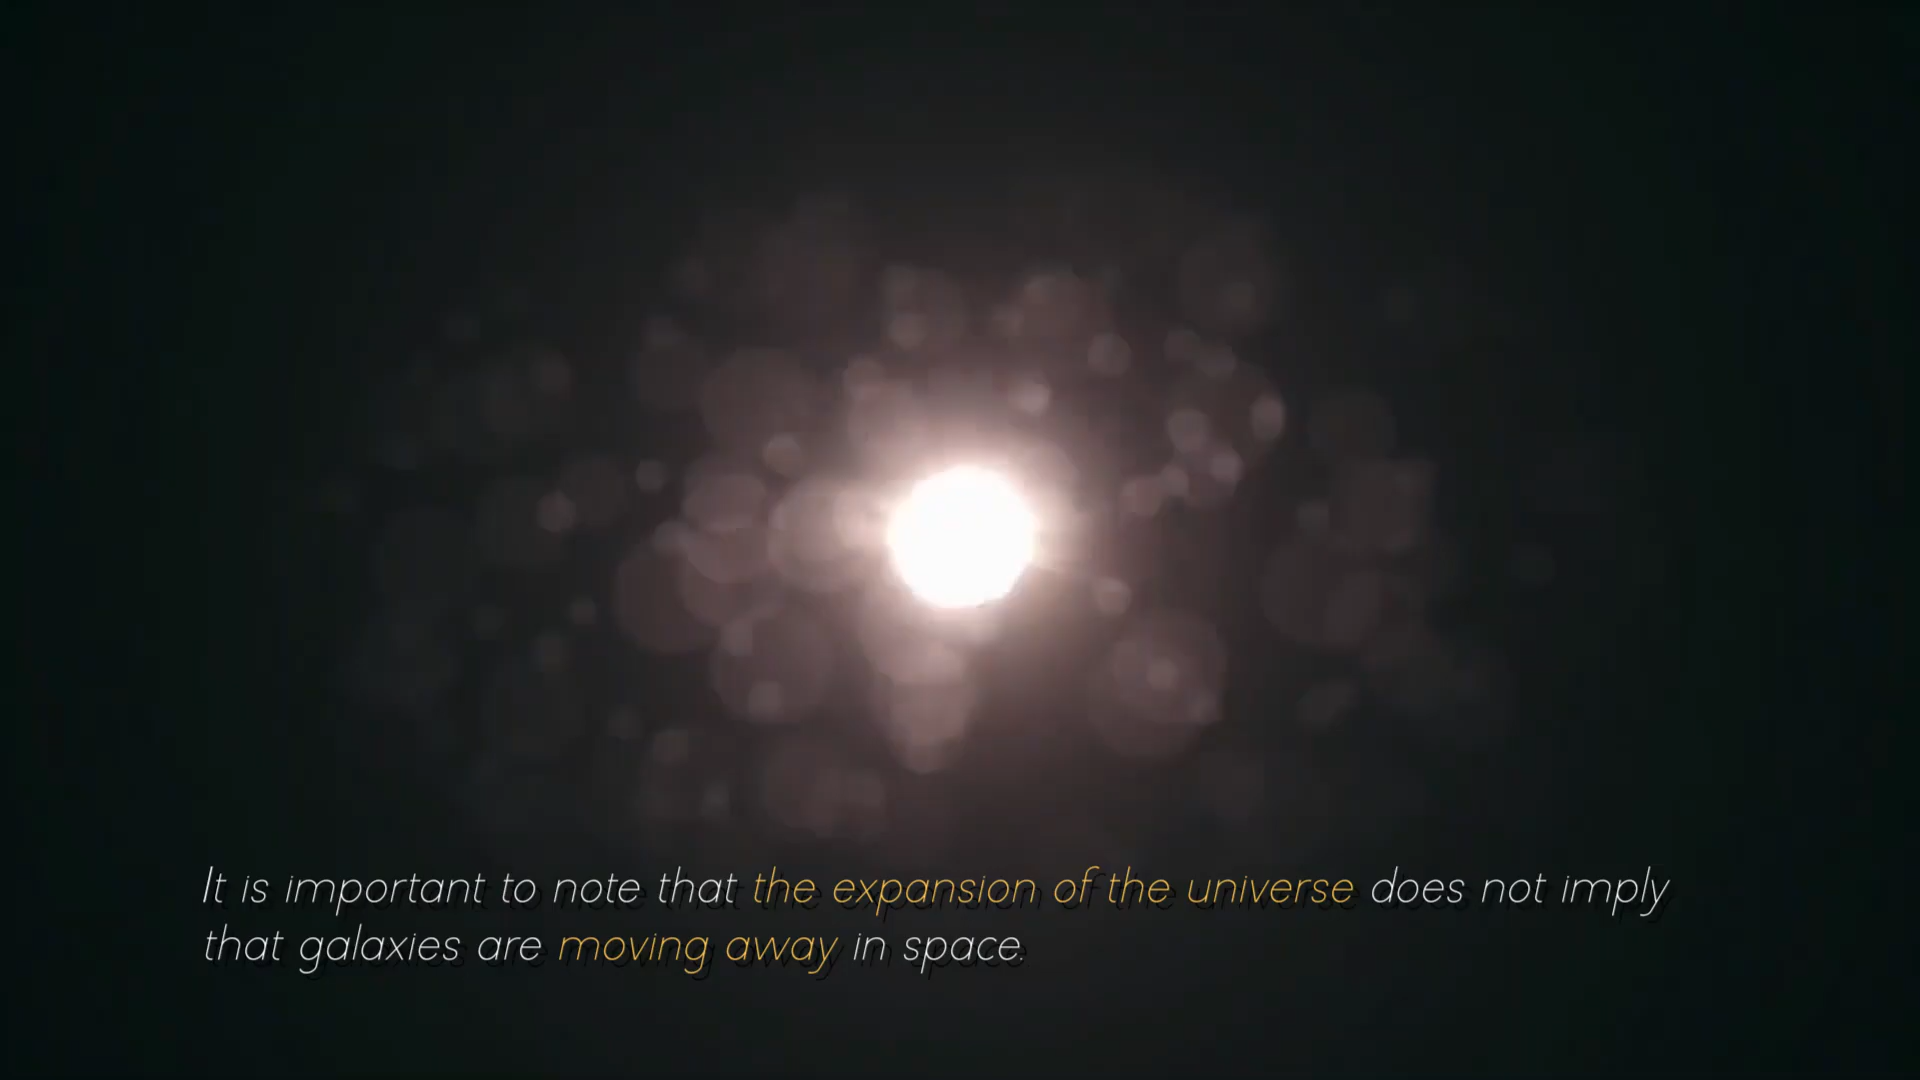 It is important to note that the expansion of the universe does not imply
that galaxies are moving away in space.